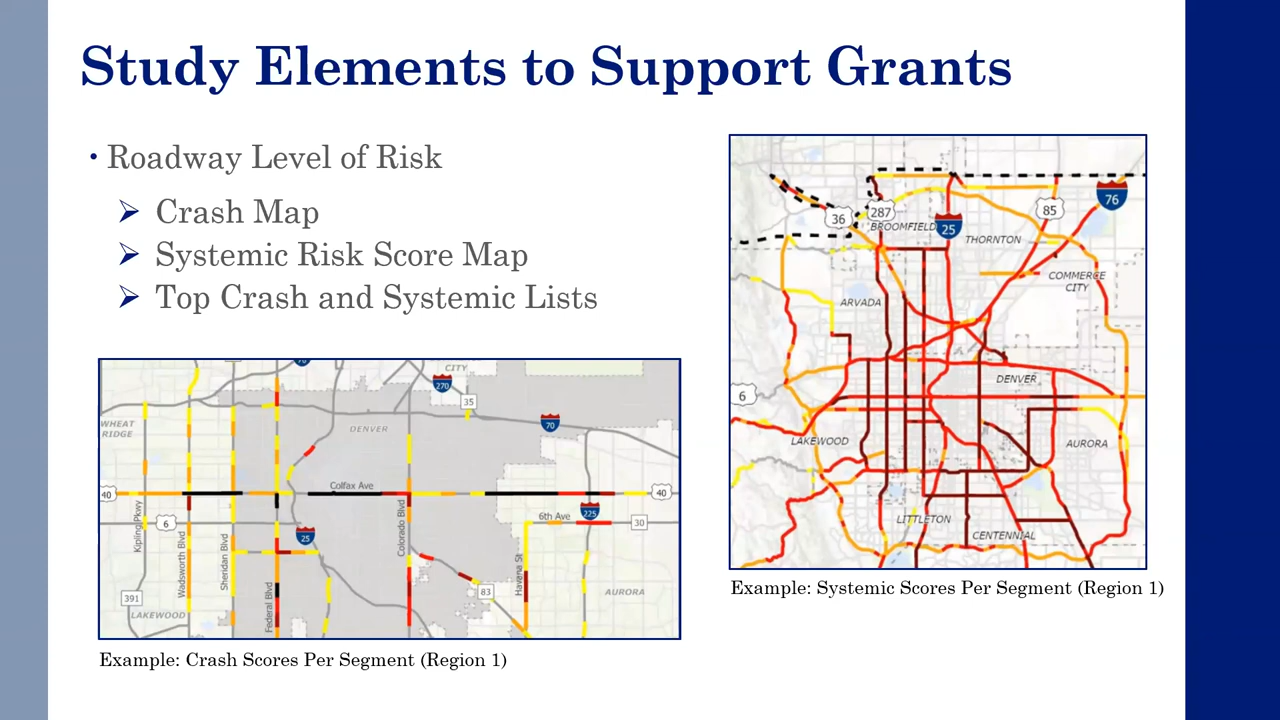 Study Elements to Support Grants
• Roadway Level of Risk
➢ Crash Map
➢ Systemic Risk Score Map
➢ Top Crash and Systemic Lists
CITY
270
35
70
WHEAT
RIDGE
DENVER
40
Colfax Ave
40
6
225
6th Ave
30
25
Kipling Pkwy
Wadsworth Blvd
Sheridan Blvd
Federal Blvd
Colorado Blvd
Havana St
391
83
LAKEWOOD
AURORA
Example: Crash Scores Per Segment (Region 1)
76
36
287
85
25
BROOMFIELD
THORNTON
COMMERCE
CITY
ARVADA
DENVER
6
LAKEWOOD
AURORA
LITTLETON
CENTENNIAL
Example: Systemic Scores Per Segment (Region 1)